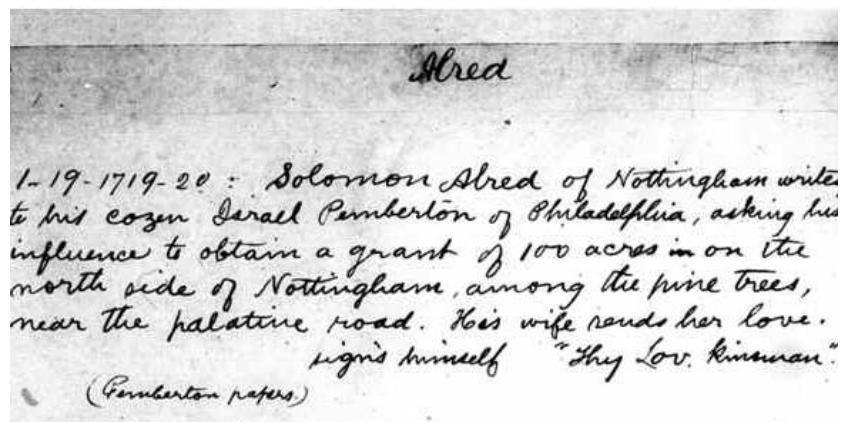 Alred
1-19-1719-20 : Solomon Alred of Nottingham writes
to his cozen Israel Pemberton of Philadelphia, asking his
influence to obtain a grant of 100 acres in on the
north side of Nottingham, among the pine trees,
near the palatine road. His wife sends her love.
signs himself "Thy Lov. Kinsman".
(Pemberton papers.)